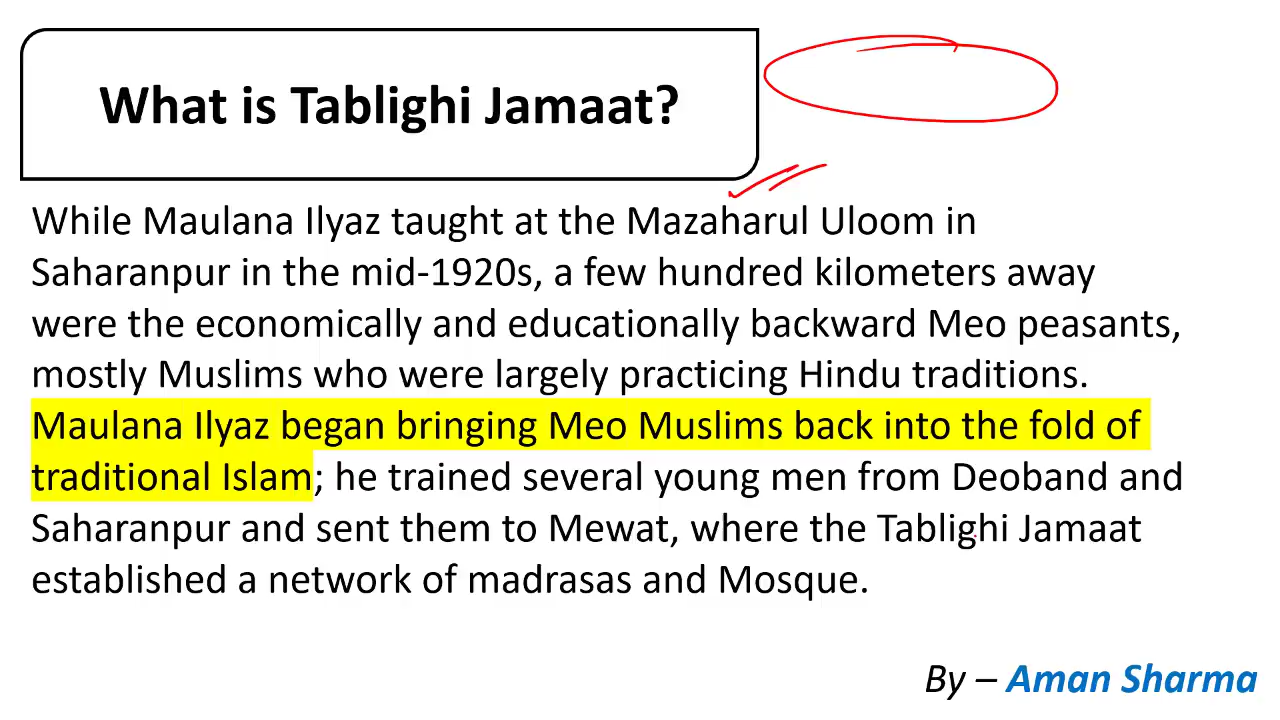 What is Tablighi Jamaat?
While Maulana Ilyaz taught at the Mazaharul Uloom in
Saharanpur in the mid-1920s, a few hundred kilometers away
were the economically and educationally backward Meo peasants,
mostly Muslims who were largely practicing Hindu traditions.
Maulana Ilyaz began bringing Meo Muslims back into the fold of
traditional Islam; he trained several young men from Deoband and
Saharanpur and sent them to Mewat, where the Tablighi Jamaat
established a network of madrasas and Mosque.
By – Aman Sharma